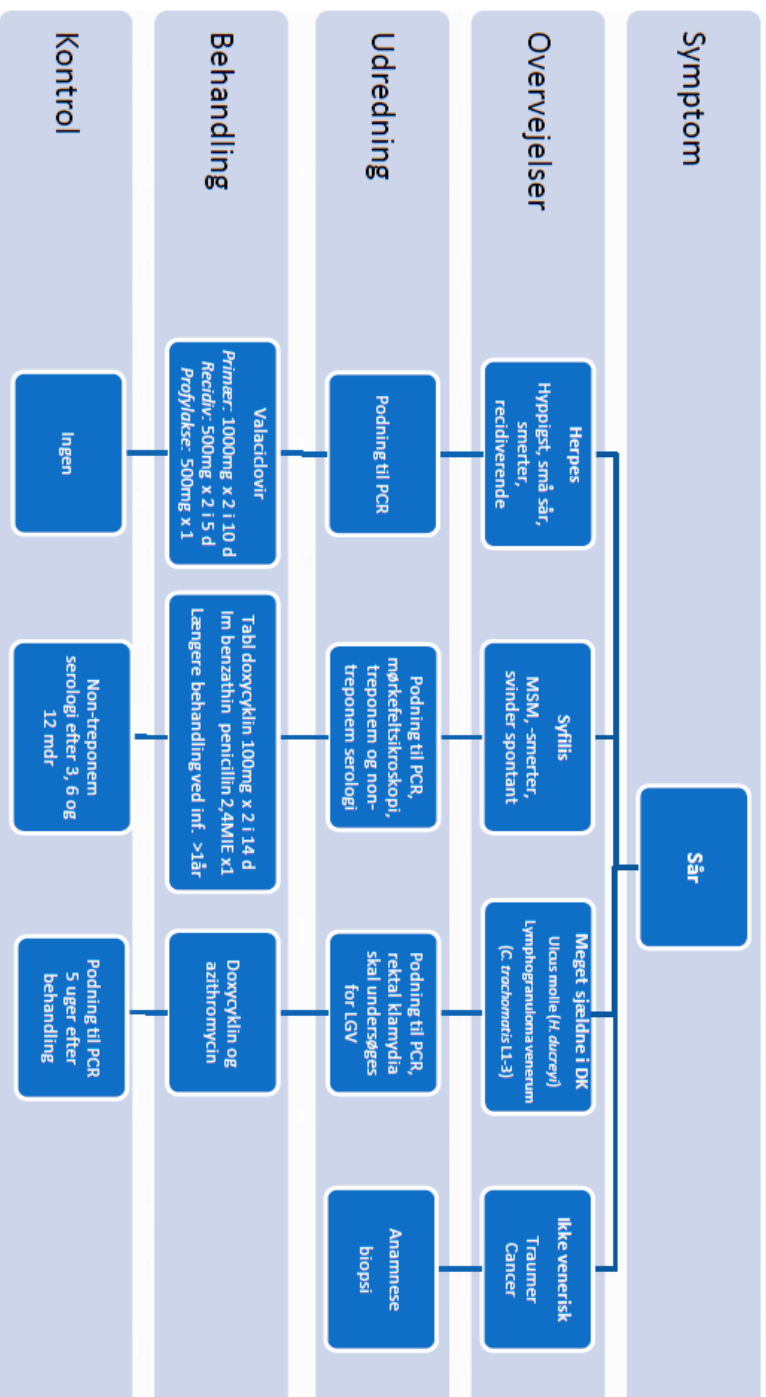 Symptom
Sår
Overvejelser
Herpes
Hyppigst, små sår,
smerter,
recidiverende
Syfilis
MSM, -smerter,
svinder spontant
Meget sjældne i DK
Ulcus molle (H. ducreyi)
Lymphogranuloma venerum
(C. trachomatis L1-3)
Ikke venerisk
Traumer
Cancer
Udredning
Podning til PCR
Podning til PCR,
mørkefeltsikroskopi,
treponem og non-
treponem serologi
Podning til PCR,
rektal klamydia
skal undersøges
for LGV
Anamnese
biopsi
Behandling
Valaciclovir
Primær: 1000mg x 2 i 10 d
Recidiv: 500mg x 2 i 5 d
Profylakse: 500mg x 1
Tabl doxycyklin 100mg x 2 i 14 d
Im benzathin penicillin 2,4MIE x1
Længere behandling ved inf. >1år
Doxycyklin og
azithromycin
Kontrol
Ingen
Non-treponem
serologi efter 3, 6 og
12 mdr
Podning til PCR
5 uger efter
behandling